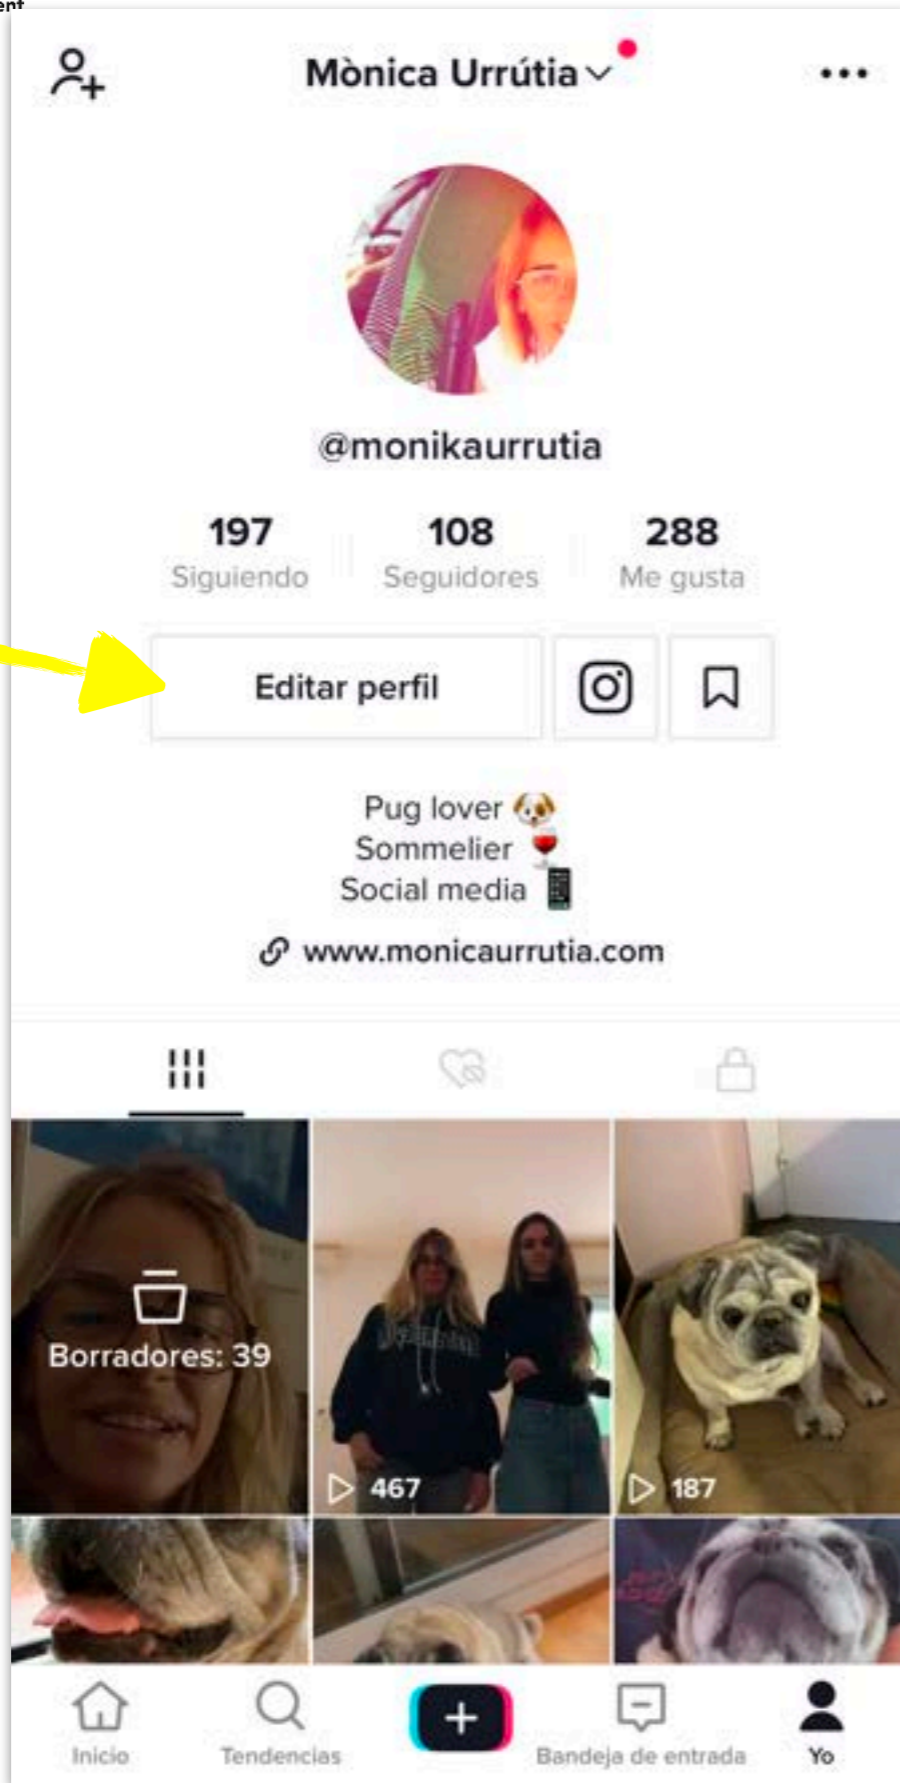 ent
Mònica Urrútia
@monikaurrutia
197 108 288
Siguiendo Seguidores Me gusta
Editar perfil
Pug lover 🐶
Sommelier 🍷
Social media 📱
www.monicaurrutia.com
Borradores: 39
467
187
Inicio Tendencias Bandeja de entrada Yo